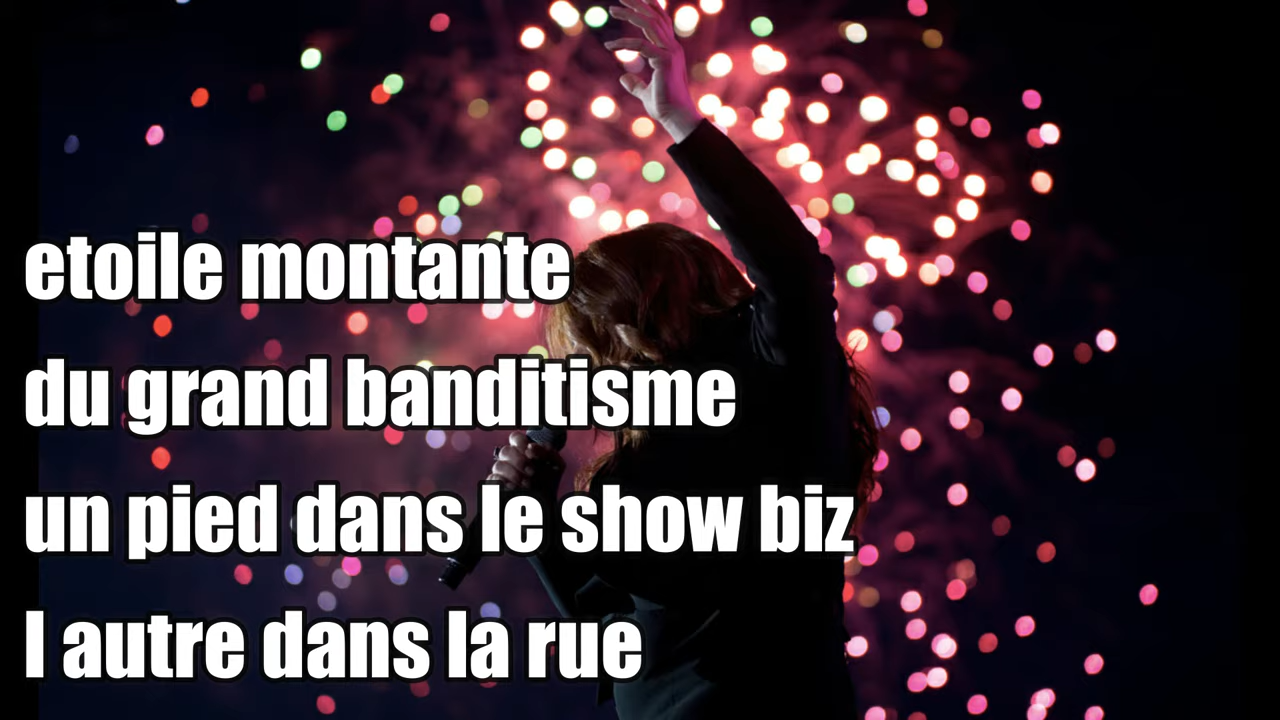 etoile montante
du grand banditisme
un pied dans le show biz
l autre dans la rue